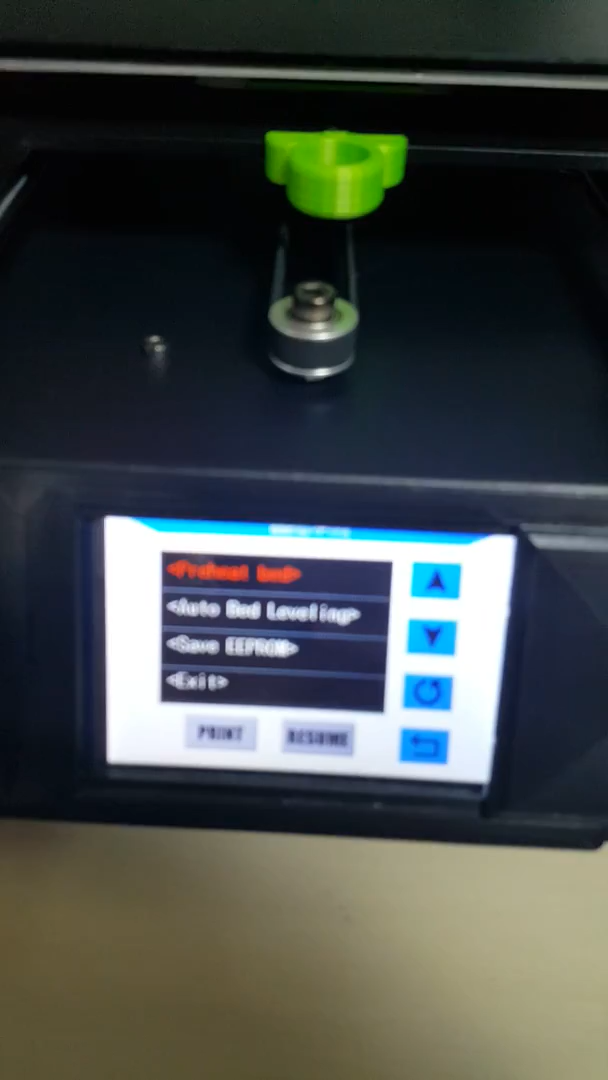 <Preheat bed>
<Auto Bed Leveling>
<Save EEPROM>
<Exit>
PRINT
RESUME